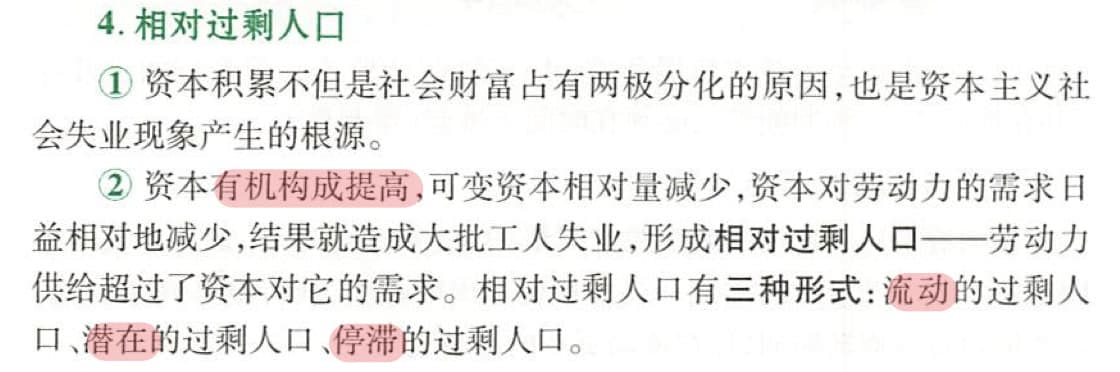 4. 相对过剩人口
① 资本积累不但是社会财富占有两极分化的原因,也是资本主义社
会失业现象产生的根源。
② 资本有机构成提高,可变资本相对量减少,资本对劳动力的需求日
益相对地减少,结果就造成大批工人失业,形成相对过剩人口——劳动力
供给超过了资本对它的需求。相对过剩人口有三种形式:流动的过剩人
口、潜在的过剩人口、停滞的过剩人口。